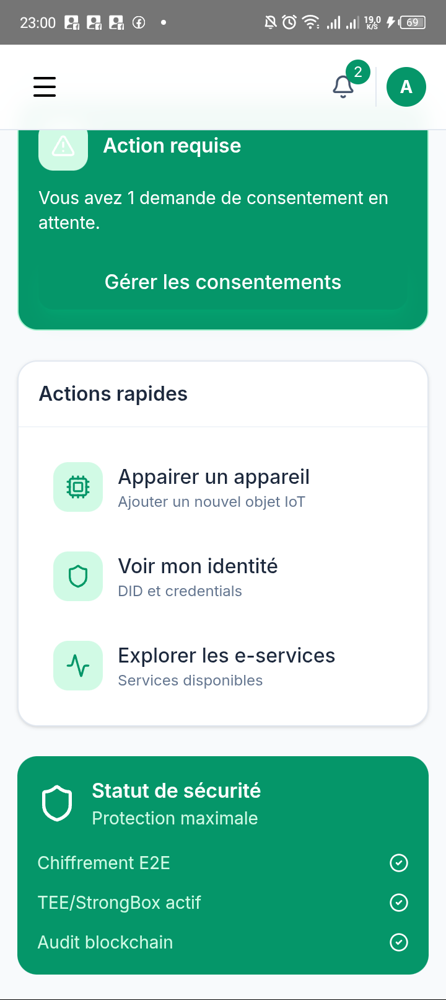 23:00
19,0
K/S
69
2
A
Action requise
Vous avez 1 demande de consentement en
attente.
Gérer les consentements
Actions rapides
Appairer un appareil
Ajouter un nouvel objet IoT
Voir mon identité
DID et credentials
Explorer les e-services
Services disponibles
Statut de sécurité
Protection maximale
Chiffrement E2E
TEE/StrongBox actif
Audit blockchain